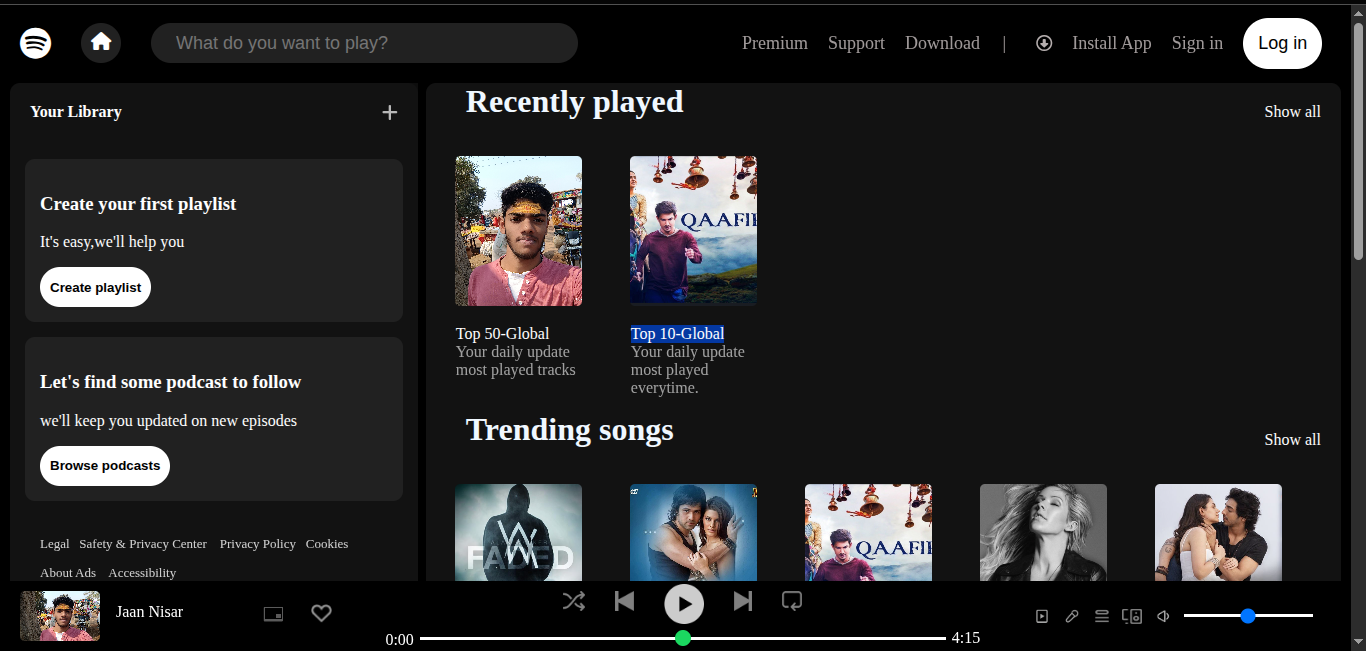 What do you want to play?
Premium Support Download | Install App Sign in Log in
Your Library
Create your first playlist
It's easy,we'll help you
Create playlist
Let's find some podcast to follow
we'll keep you updated on new episodes
Browse podcasts
Legal Safety & Privacy Center Privacy Policy Cookies
About Ads Accessibility
Recently played
Show all
QAAFI
Top 50-Global
Your daily update
most played tracks
Top 10-Global
Your daily update
most played
everytime.
Trending songs
Show all
FADED
QAAFI
Jaan Nisar
0:00
4:15